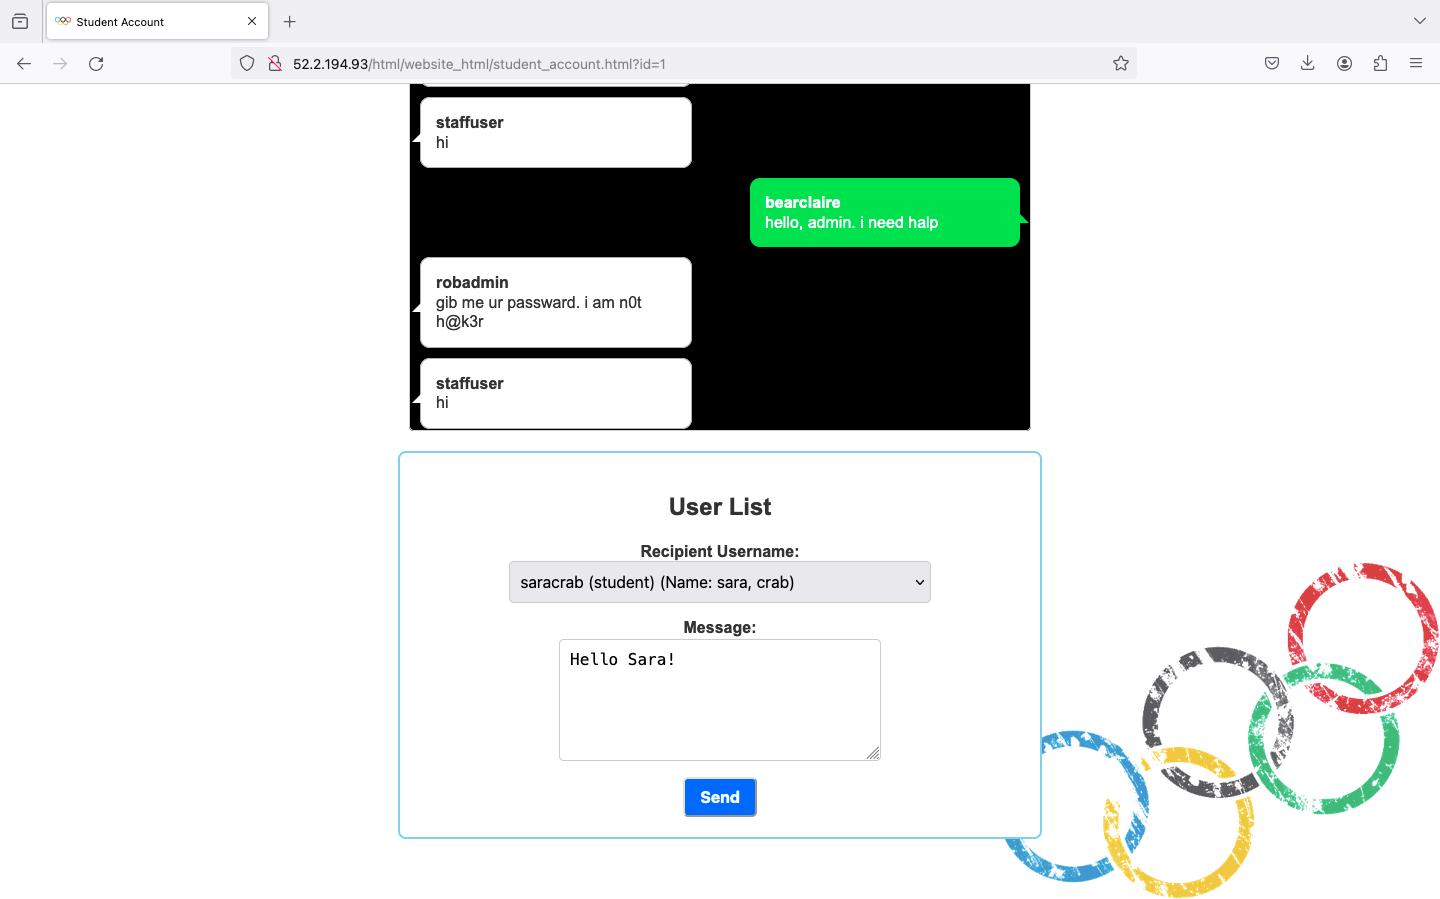 Student Account
52.2.194.93/html/website_html/student_account.html?id=1
staffuser
hi
bearclaire
hello, admin. i need halp
robadmin
gib me ur passward. i am n0t
h@k3r
staffuser
hi
User List
Recipient Username:
saracrab (student) (Name: sara, crab)
Message:
Hello Sara!
Send